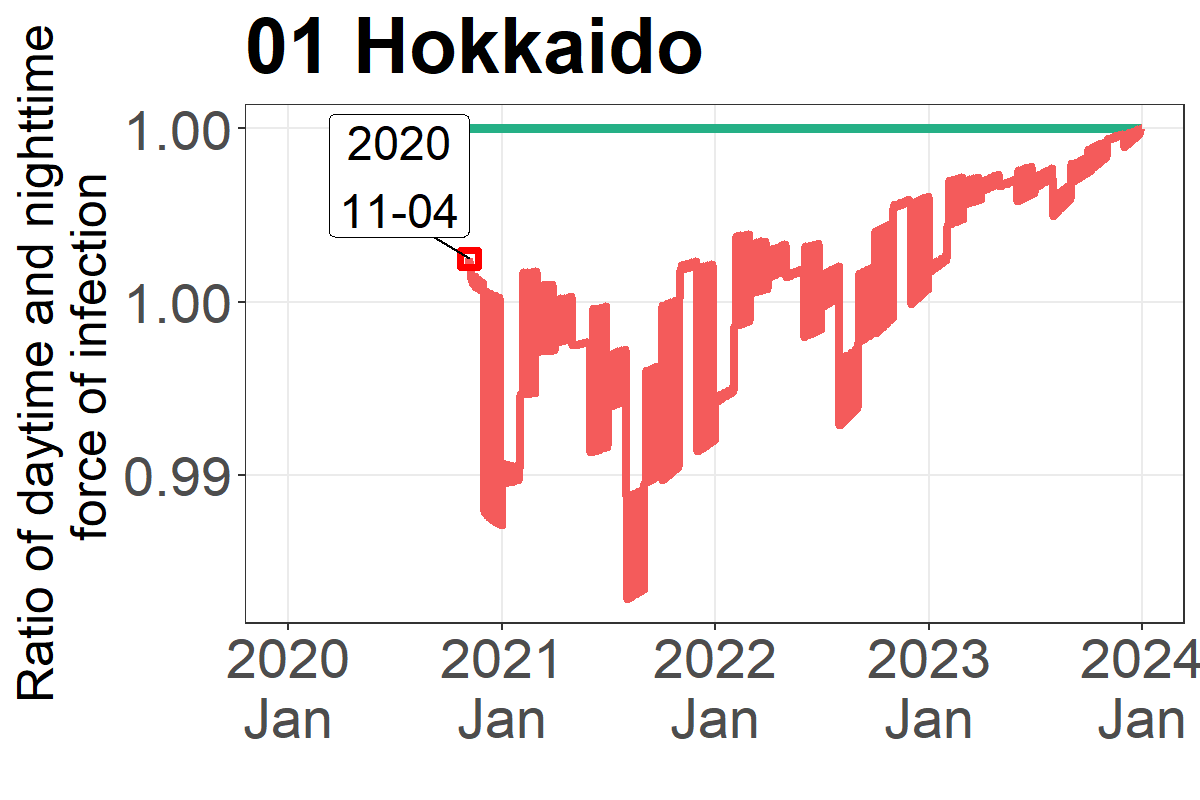 01 Hokkaido
Ratio of daytime and nighttime
force of infection
1.00
1.00
0.99
2020
11-04
2020
Jan
2021
Jan
2022
Jan
2023
Jan
2024
Jan